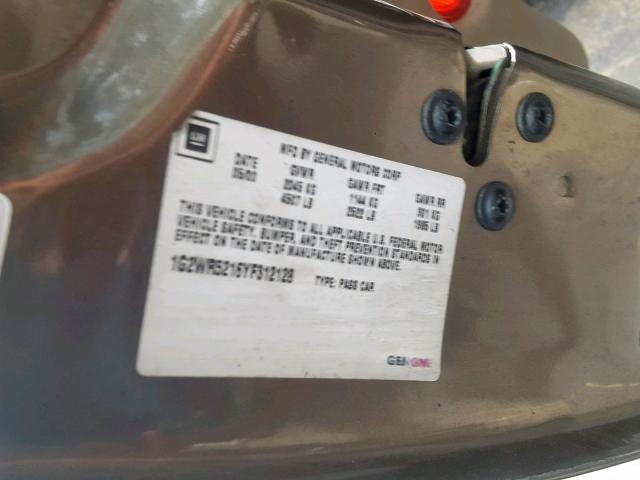 GM
MFD BY GENERAL MOTORS CORP
DATE GVWR GAWR FRT GAWR RR
05/00 2045 KG 1144 KG 901 KG
4507 LB 2522 LB 1985 LB
THIS VEHICLE CONFORMS TO ALL APPLICABLE U.S. FEDERAL MOTOR
VEHICLE SAFETY, BUMPER, AND THEFT PREVENTION STANDARDS IN
EFFECT ON THE DATE OF MANUFACTURE SHOWN ABOVE.
1G2WR5216YF312128 TYPE: PASS CAR